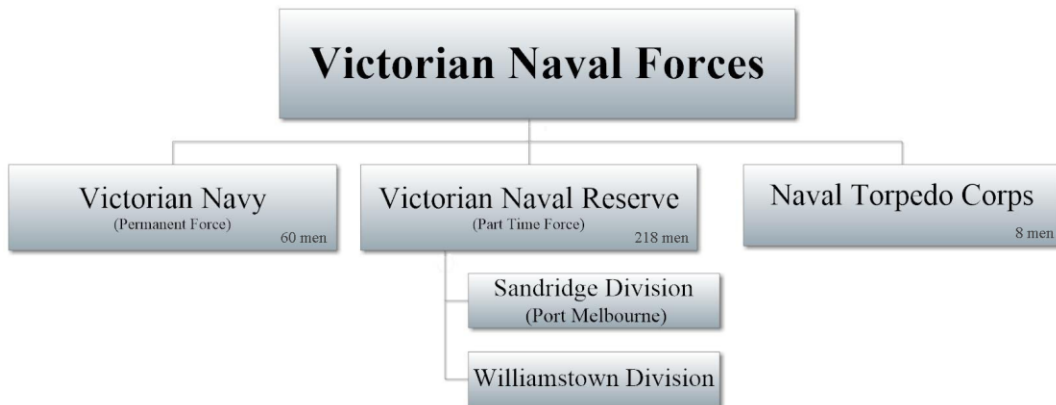 Victorian Naval Forces
Victorian Navy
(Permanent Force)
60 men
Victorian Naval Reserve
(Part Time Force)
218 men
Naval Torpedo Corps
8 men
Sandridge Division
(Port Melbourne)
Williamstown Division